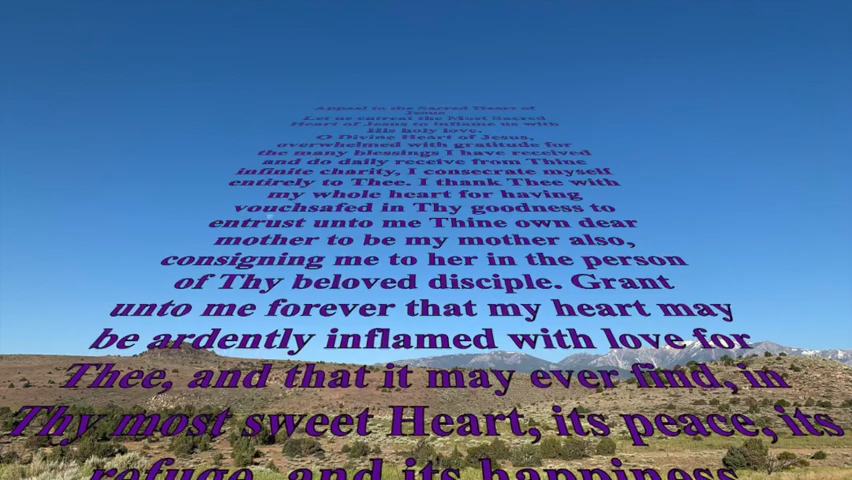 Appeal to the Sacred Heart of
Jesus
Let us entreat the Most Sacred
Heart of Jesus to inflame us with
His holy love.
O Divine Heart of Jesus,
overwhelmed with gratitude for
the many blessings I have received
and do daily receive from Thine
infinite charity, I consecrate myself
entirely to Thee. I thank Thee with
my whole heart for having
vouchsafed in Thy goodness to
entrust unto me Thine own dear
mother to be my mother also,
consigning me to her in the person
of Thy beloved disciple. Grant
unto me forever that my heart may
be ardently inflamed with love for
Thee, and that it may ever find, in
Thy most sweet Heart, its peace, its
refuge, and its happiness.